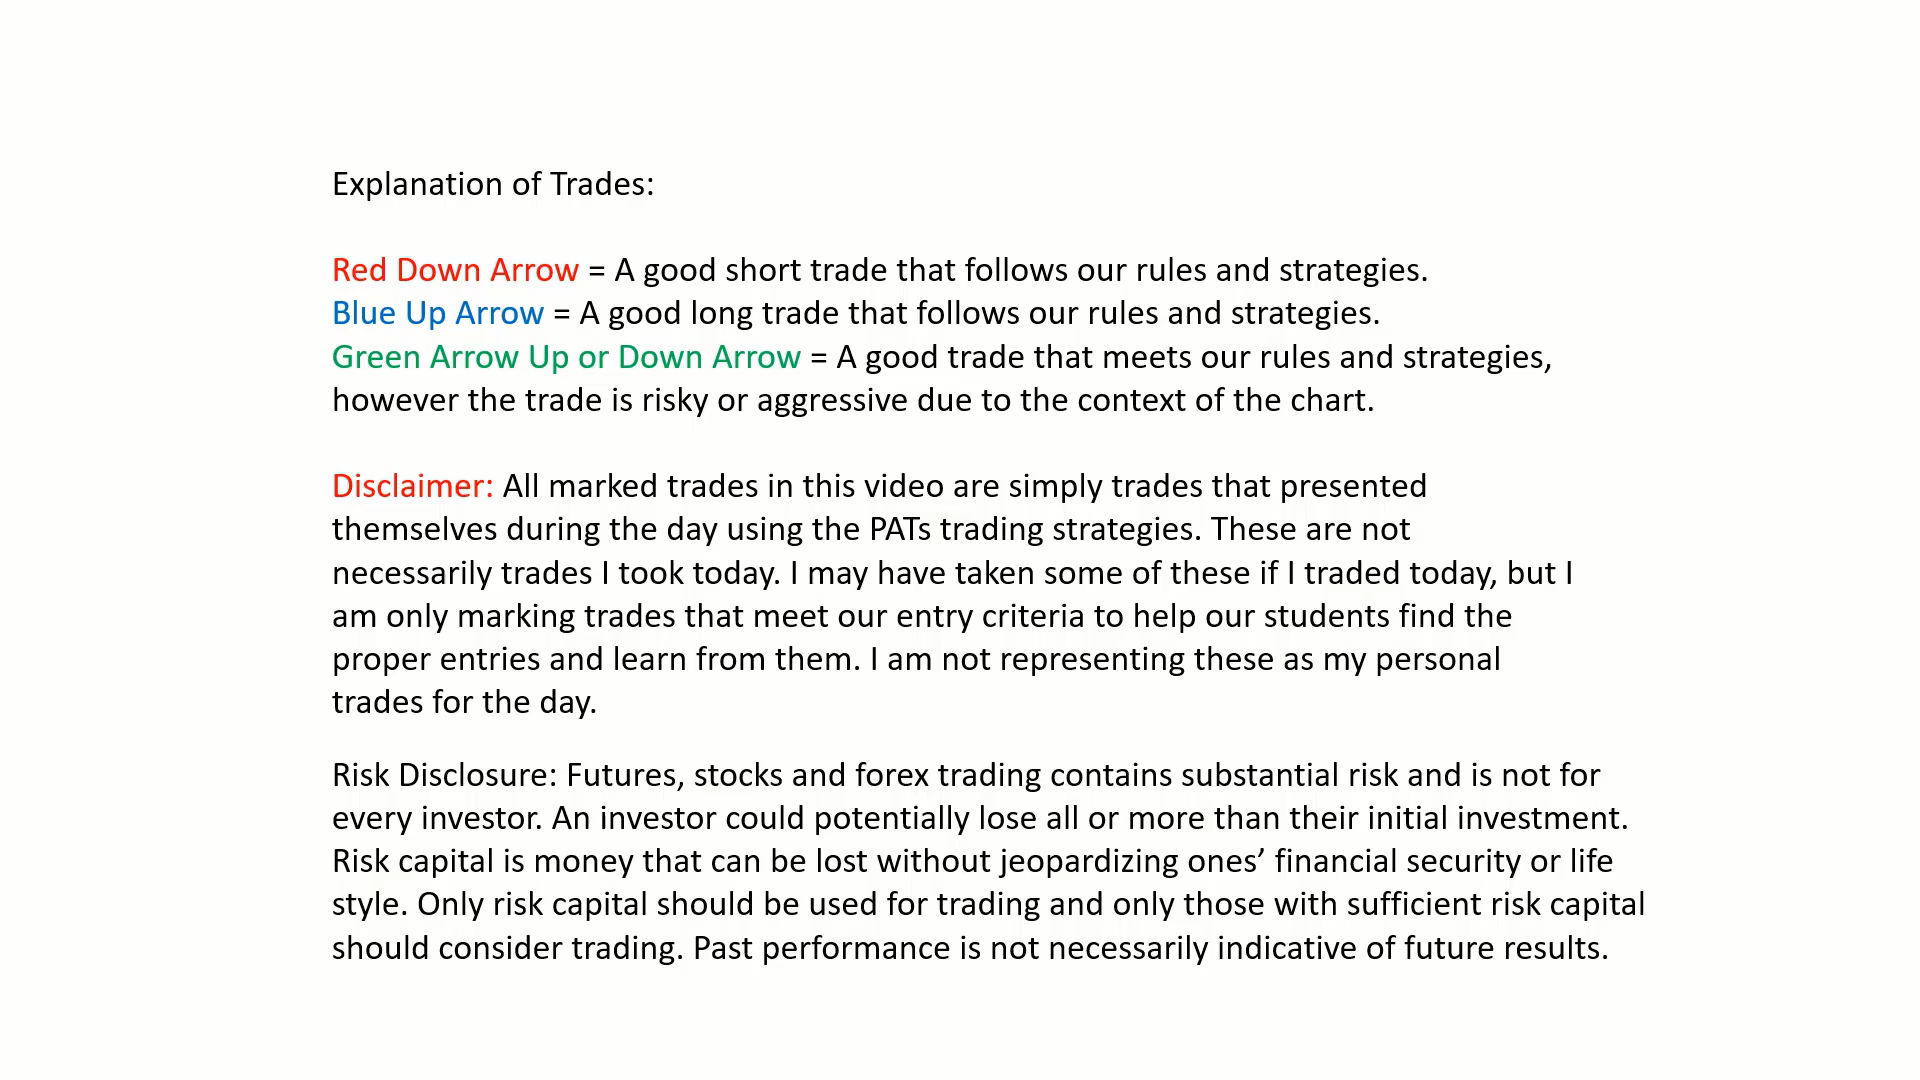 Explanation of Trades:
Red Down Arrow = A good short trade that follows our rules and strategies.
Blue Up Arrow = A good long trade that follows our rules and strategies.
Green Arrow Up or Down Arrow = A good trade that meets our rules and strategies,
however the trade is risky or aggressive due to the context of the chart.
Disclaimer: All marked trades in this video are simply trades that presented
themselves during the day using the PATs trading strategies. These are not
necessarily trades I took today. I may have taken some of these if I traded today, but I
am only marking trades that meet our entry criteria to help our students find the
proper entries and learn from them. I am not representing these as my personal
trades for the day.
Risk Disclosure: Futures, stocks and forex trading contains substantial risk and is not for
every investor. An investor could potentially lose all or more than their initial investment.
Risk capital is money that can be lost without jeopardizing ones’ financial security or life
style. Only risk capital should be used for trading and only those with sufficient risk capital
should consider trading. Past performance is not necessarily indicative of future results.